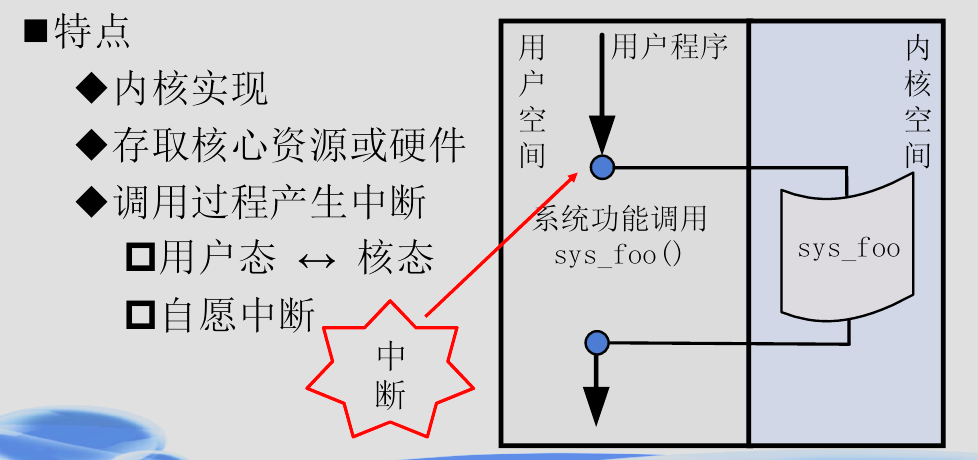 ■特点
◆内核实现
◆存取核心资源或硬件
◆调用过程产生中断
用户态 ↔ 核态
自愿中断
中
断
用
户
空
间
用户程序
系统功能调用
sys_foo()
内
核
空
间
sys_foo